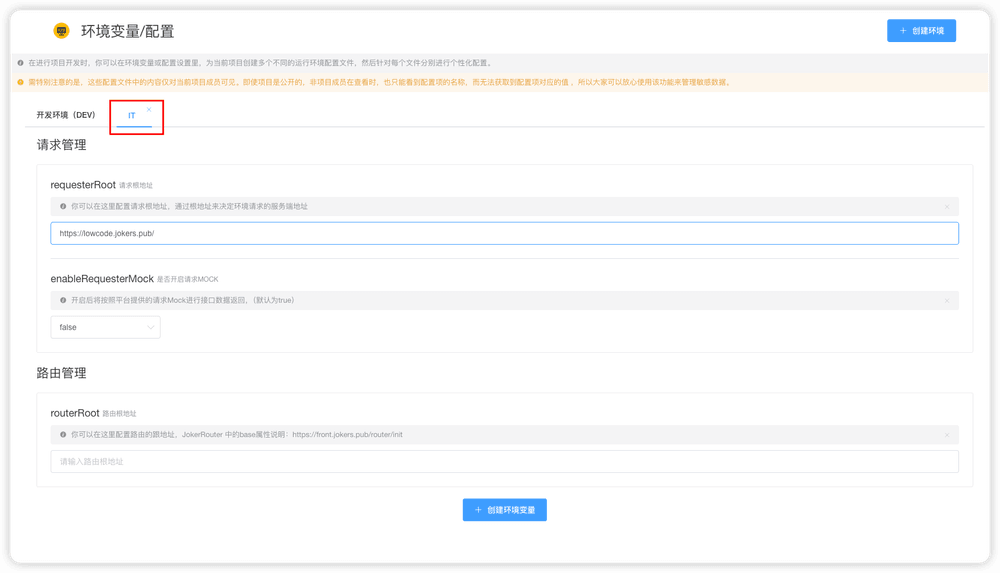 环境变量/配置
+ 创建环境
在进行项目开发时，你可以在环境变量或配置设置里，为当前项目创建多个不同的运行环境配置文件，然后针对每个文件分别进行个性化配置。
需特别注意的是，这些配置文件中的内容仅对当前项目成员可见，即使项目是公开的，非项目成员在查看时，也只能看到配置项的名称，而无法获取到配置项对应的值，所以大家可以放心使用该功能来管理敏感数据。
开发环境（DEV） IT
请求管理
requesterRoot 请求根地址
你可以在这里配置请求根地址，通过根地址来决定环境请求的服务端地址
https://lowcode.jokers.pub/
enableRequesterMock 是否开启请求MOCK
开启后将按照平台提供的请求Mock进行接口数据返回，（默认为true）
false
路由管理
routerRoot 路由根地址
你可以在这里配置路由的跟地址，JokerRouter 中的base属性说明：https://front.jokers.pub/router/init
请输入路由根地址
+ 创建环境变量